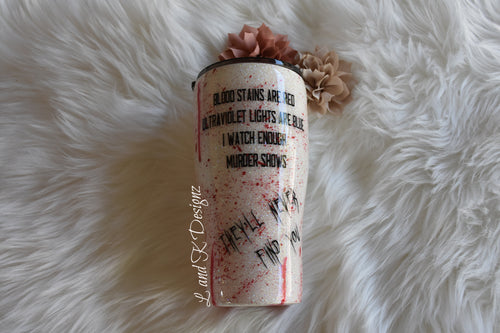 BLOOD STAINS ARE RED
ULTRAVIOLET LIGHTS ARE BLUE
I WATCH ENOUGH
MURDER SHOWS
THEY'LL NEVER
FIND YOU
L and K Designz